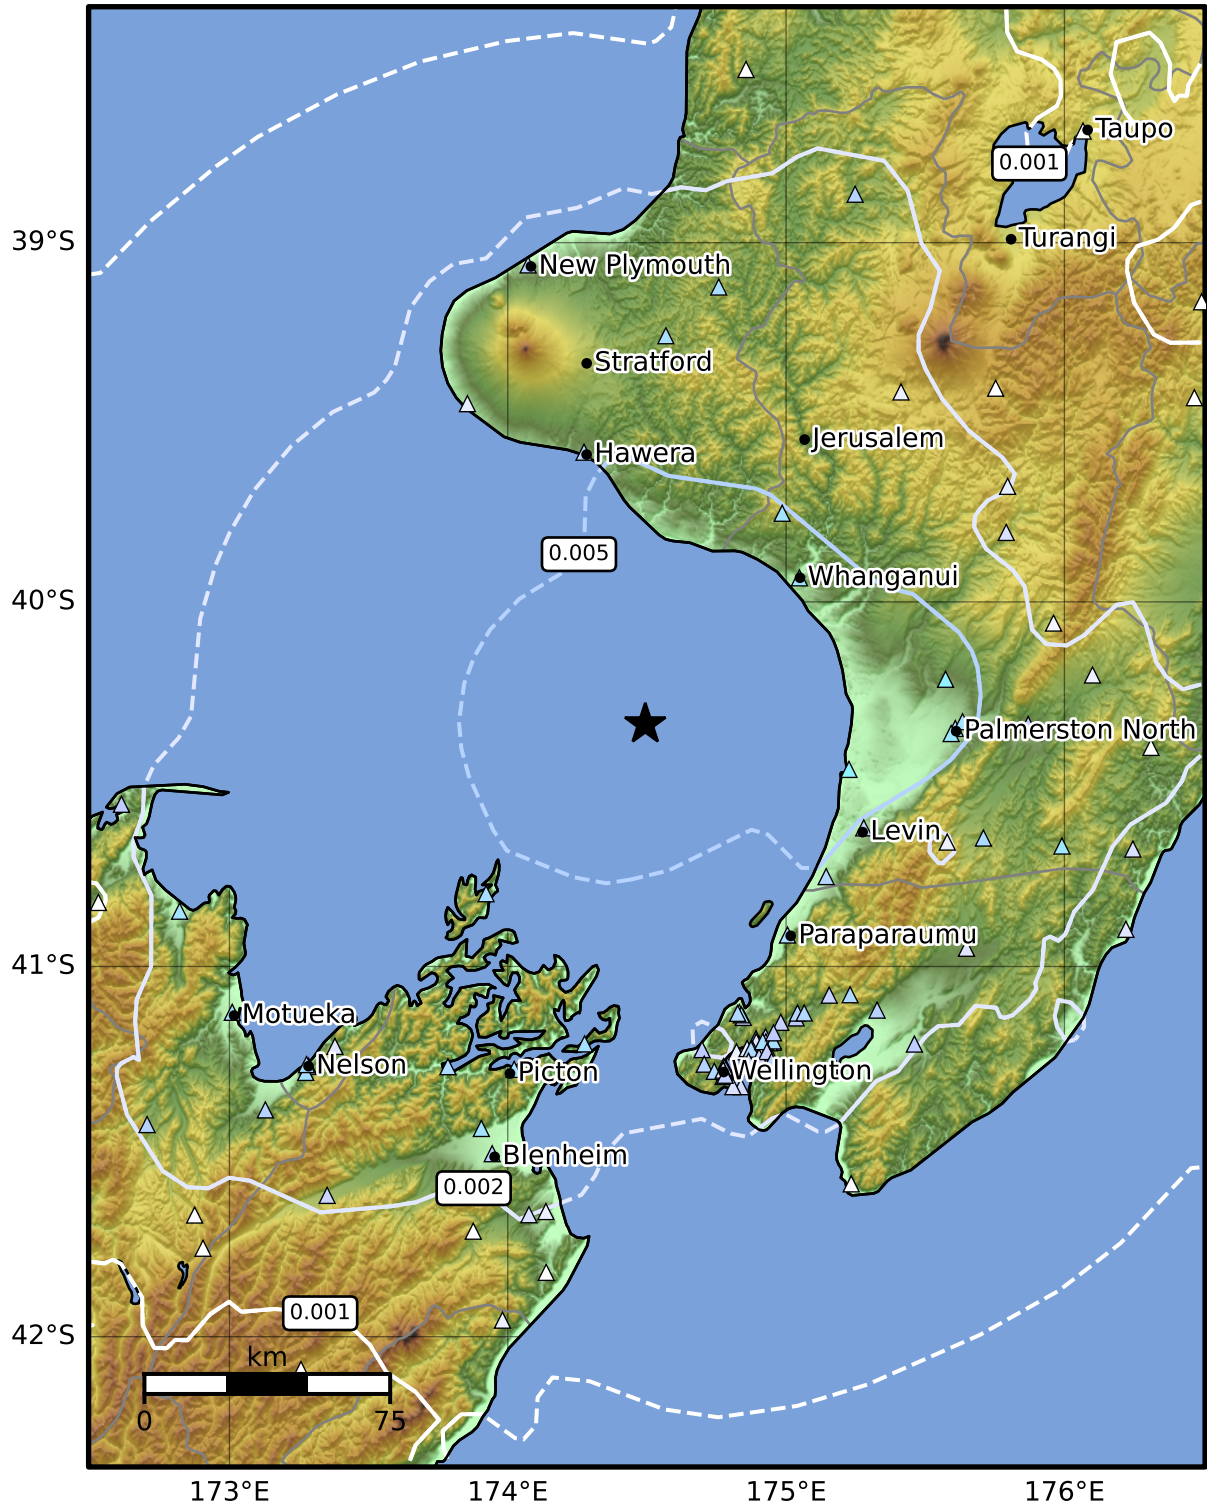 Taupo
0.001
39°S
Turangi
New Plymouth
Stratford
Jerusalem
Hawera
0.005
Whanganui
40°S
Palmerston North
Levin
Paraparaumu
41°S
Motueka
Nelson
Picton
Wellington
Blenheim
0.002
0.001
42°S
km
0 75
173°E 174°E 175°E 176°E